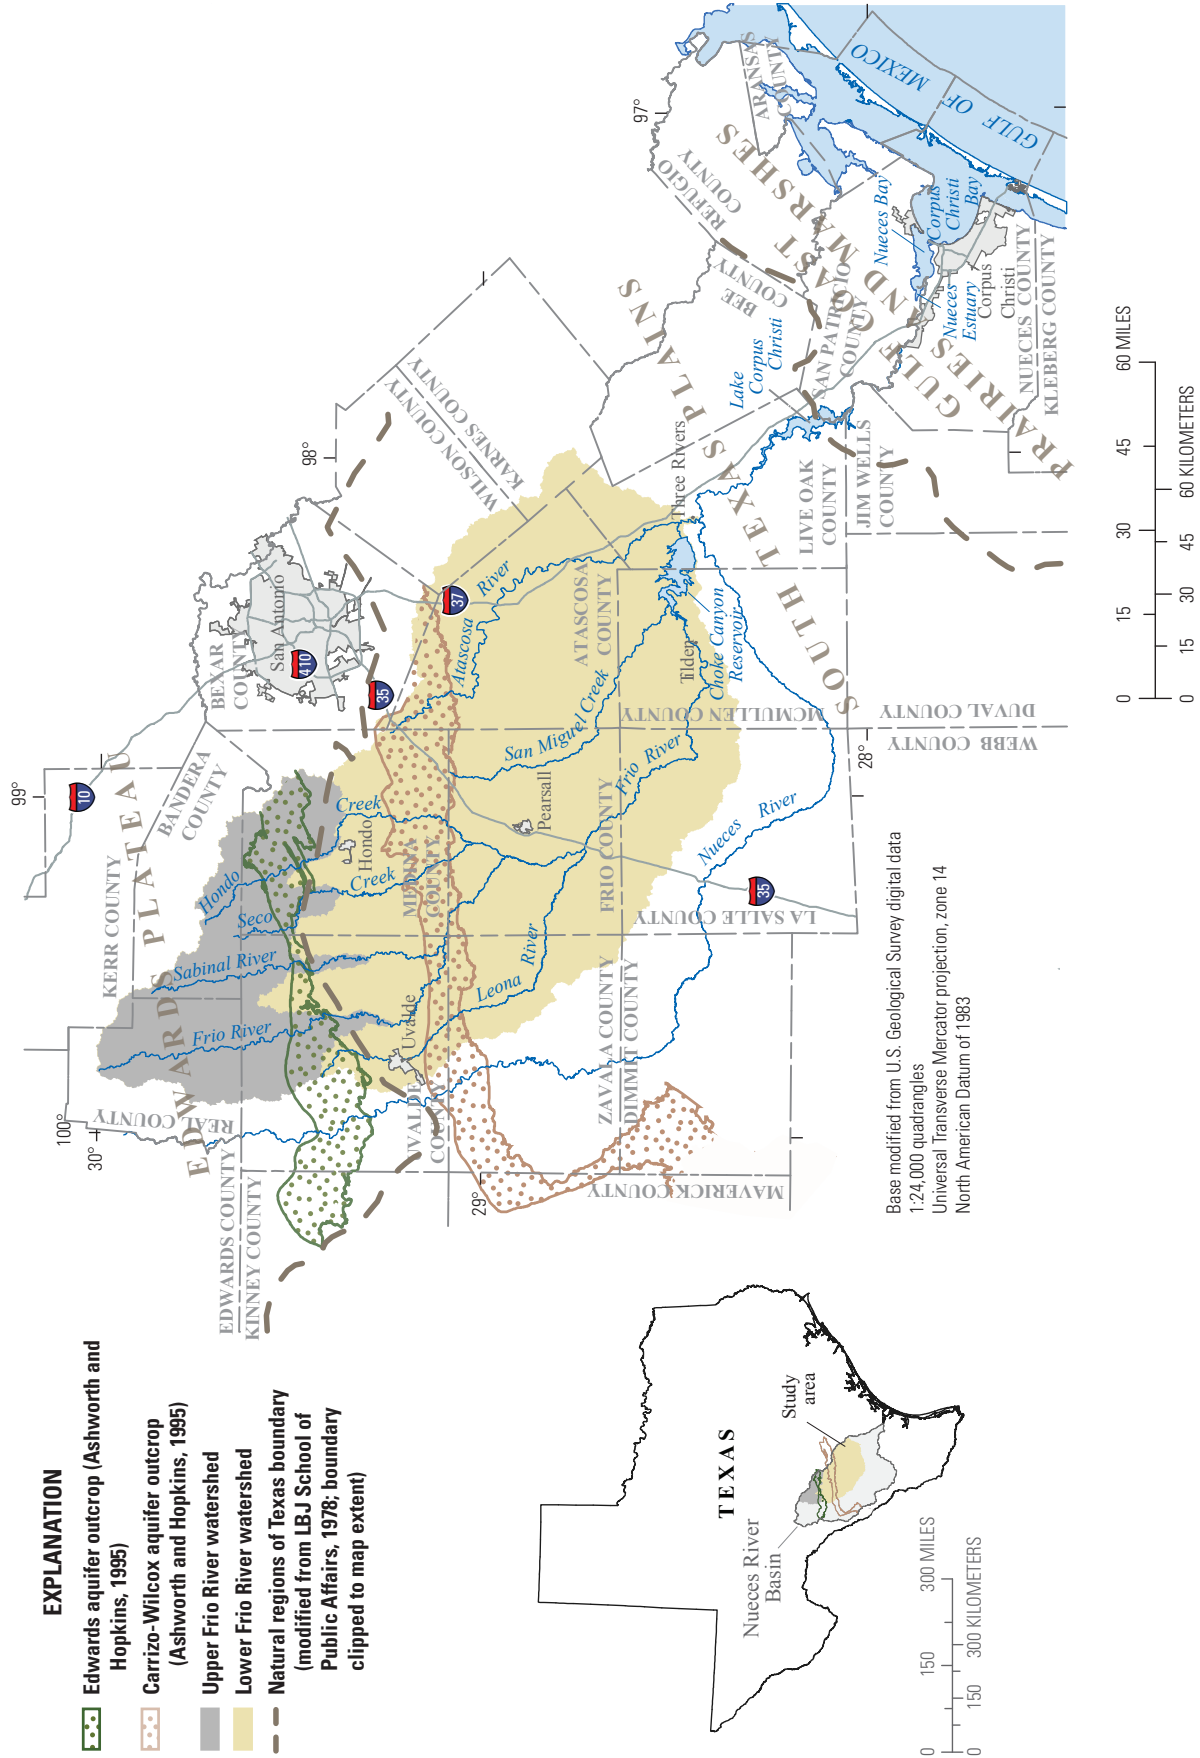 EXPLANATION
Edwards aquifer outcrop (Ashworth and
Hopkins, 1995)
Carrizo-Wilcox aquifer outcrop
(Ashworth and Hopkins, 1995)
Upper Frio River watershed
Lower Frio River watershed
Natural regions of Texas boundary
(modified from LBJ School of
Public Affairs, 1978; boundary
clipped to map extent)
TEXAS
Nueces River
Basin
Study
area
0 150 300 MILES
0 150 300 KILOMETERS
100°
99°
98°
97°
30°
29°
28°
10
410
35
37
35
EDWARDS PLATEAU
SOUTH TEXAS PLAINS
GULF COAST
PRAIRIES AND MARSHES
EDWARDS COUNTY
KINNEY COUNTY
REAL COUNTY
KERR COUNTY
BANDERA
COUNTY
BEXAR
COUNTY
UVALDE
COUNTY
MEDINA
COUNTY
WILSON COUNTY
KARNES COUNTY
ATASCOSA
COUNTY
MAVERICK COUNTY
ZAVALA COUNTY
DIMMIT COUNTY
FRIO COUNTY
LA SALLE COUNTY
MCMULLEN COUNTY
WEBB COUNTY
DUVAL COUNTY
LIVE OAK
COUNTY
JIM WELLS
COUNTY
BEE
COUNTY
REFUGIO
COUNTY
ARANSAS
COUNTY
SAN PATRICIO
COUNTY
NUECES COUNTY
KLEBERG COUNTY
San Antonio
Hondo
Uvalde
Pearsall
Tilden
Three Rivers
Corpus
Christi
Frio River
Sabinal River
Seco
Creek
Hondo
Creek
Leona
River
Frio River
San Miguel Creek
Atascosa
River
Nueces
River
Choke Canyon
Reservoir
Lake
Corpus
Christi
Nueces Bay
Nueces
Estuary
Corpus
Christi
Bay
GULF OF MEXICO
Base modified from U.S. Geological Survey digital data
1:24,000 quadrangles
Universal Transverse Mercator projection, zone 14
North American Datum of 1983
0 15 30 45 60 MILES
0 15 30 45 60 KILOMETERS